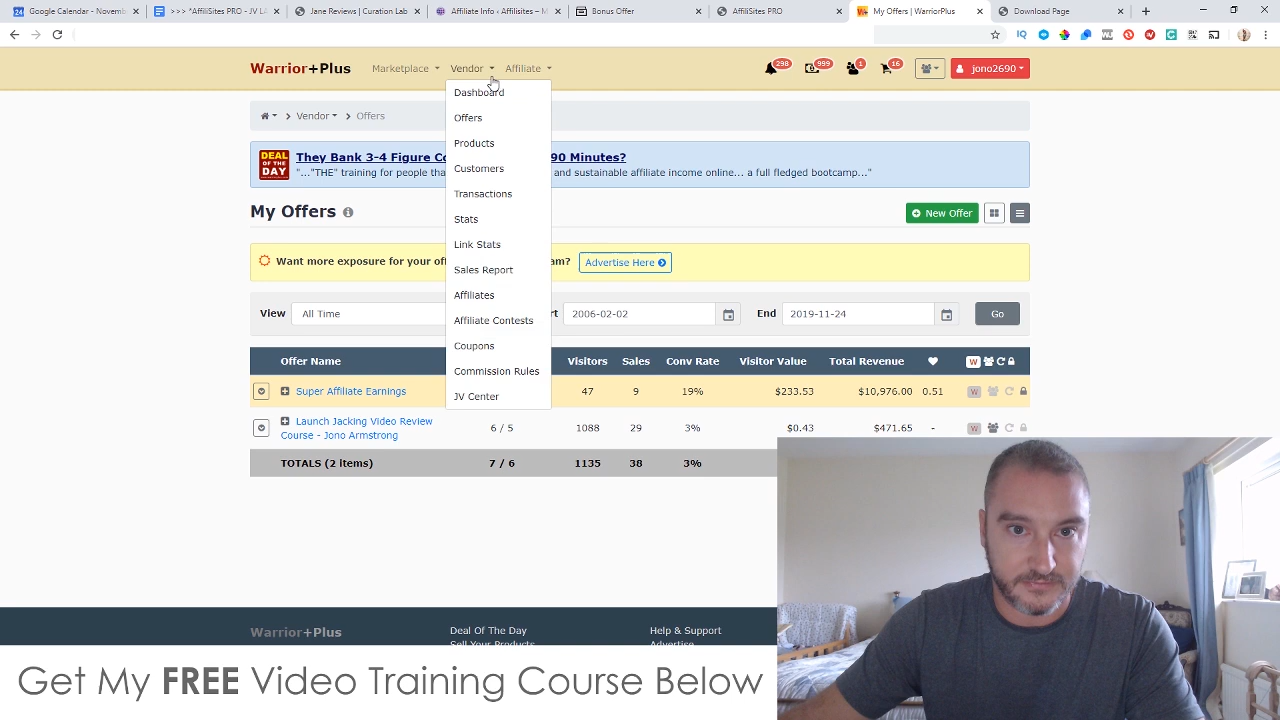 Google Calendar - Novemb
>>> *AffiliSites PRO - JV LA
Jane Reviews | Curation Lab
Affiliate Info ‹ Affilisites – M
Bonus Offer
AffiliSites PRO
My Offers | WarriorPlus
Download Page
Warrior+Plus
Marketplace
Vendor
Affiliate
298
999
1
16
jono2690
Dashboard
Offers
Products
Customers
Transactions
Stats
Link Stats
Sales Report
Affiliates
Affiliate Contests
Coupons
Commission Rules
JV Center
Vendor
Offers
DEAL OF THE DAY
They Bank 3-4 Figure Co 90 Minutes?
"..."THE" training for people tha and sustainable affiliate income online... a full fledged bootcamp..."
My Offers
New Offer
Want more exposure for your off am?
Advertise Here
View
All Time
rt
2006-02-02
End
2019-11-24
Go
Offer Name Visitors Sales Conv Rate Visitor Value Total Revenue
Super Affiliate Earnings 47 9 19% $233.53 $10,976.00 0.51
Launch Jacking Video Review
Course - Jono Armstrong
6 / 5 1088 29 3% $0.43 $471.65 -
TOTALS (2 items) 7 / 6 1135 38 3%
Warrior+Plus
Deal Of The Day
Sell Your Products
Help & Support
Advertise
Get My FREE Video Training Course Below